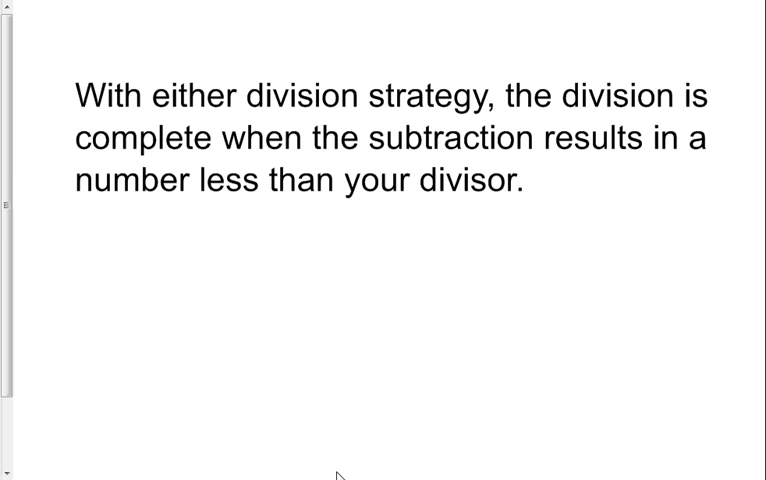 With either division strategy, the division is
complete when the subtraction results in a
number less than your divisor.